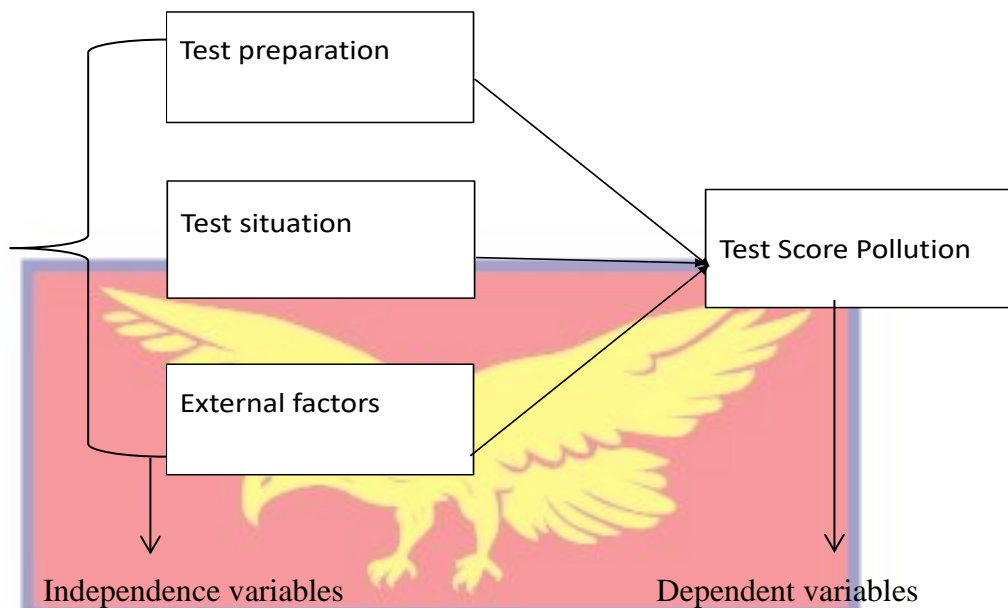 Test preparation
Test situation
Test Score Pollution
External factors
Independence variables
Dependent variables